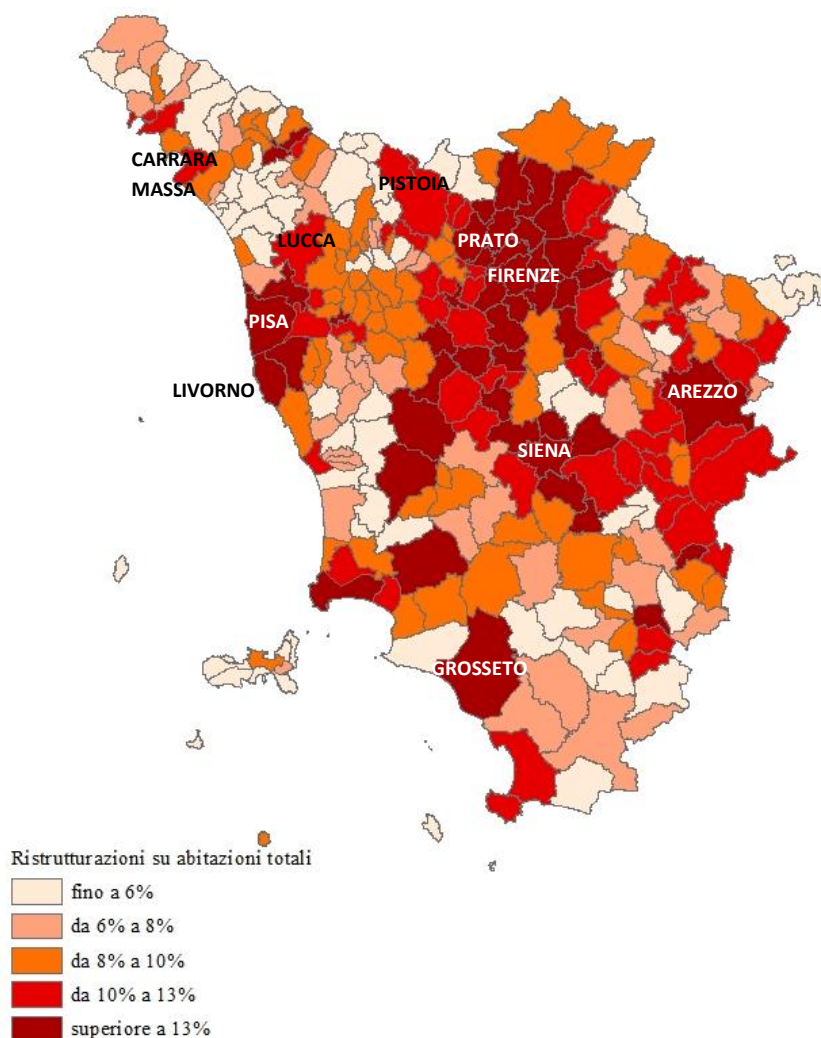 CARRARA
MASSA
PISTOIA
LUCCA
PRATO
FIRENZE
PISA
LIVORNO
AREZZO
SIENA
GROSSETO
Ristrutturazioni su abitazioni totali
fino a 6%
da 6% a 8%
da 8% a 10%
da 10% a 13%
superiore a 13%